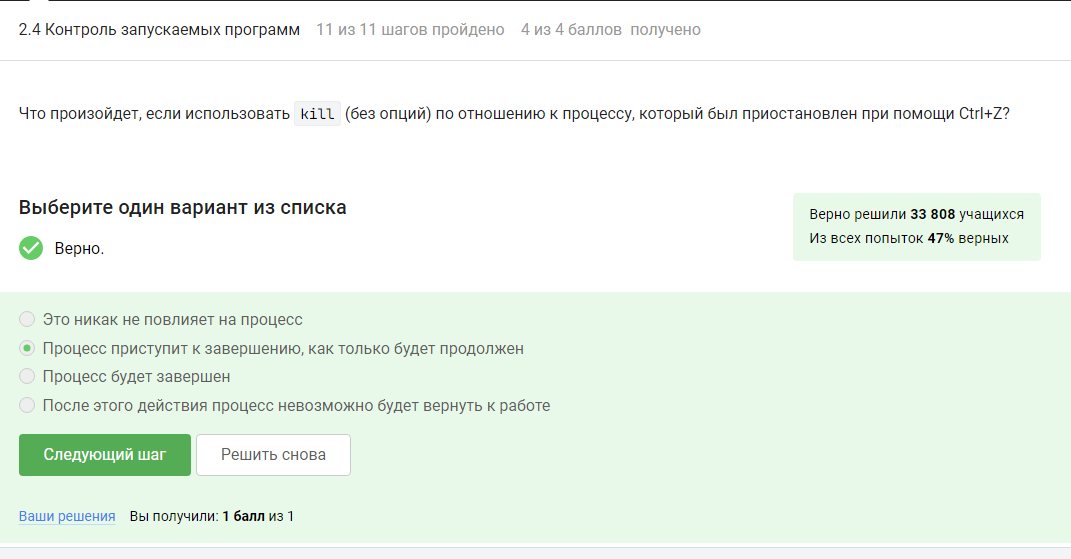 2.4 Контроль запускаемых программ 11 из 11 шагов пройдено 4 из 4 баллов получено
Что произойдет, если использовать kill (без опций) по отношению к процессу, который был приостановлен при помощи Ctrl+Z?
Выберите один вариант из списка
Верно.
Верно решили 33 808 учащихся
Из всех попыток 47% верных
Это никак не повлияет на процесс
Процесс приступит к завершению, как только будет продолжен
Процесс будет завершен
После этого действия процесс невозможно будет вернуть к работе
Следующий шаг
Решить снова
Ваши решения Вы получили: 1 балл из 1